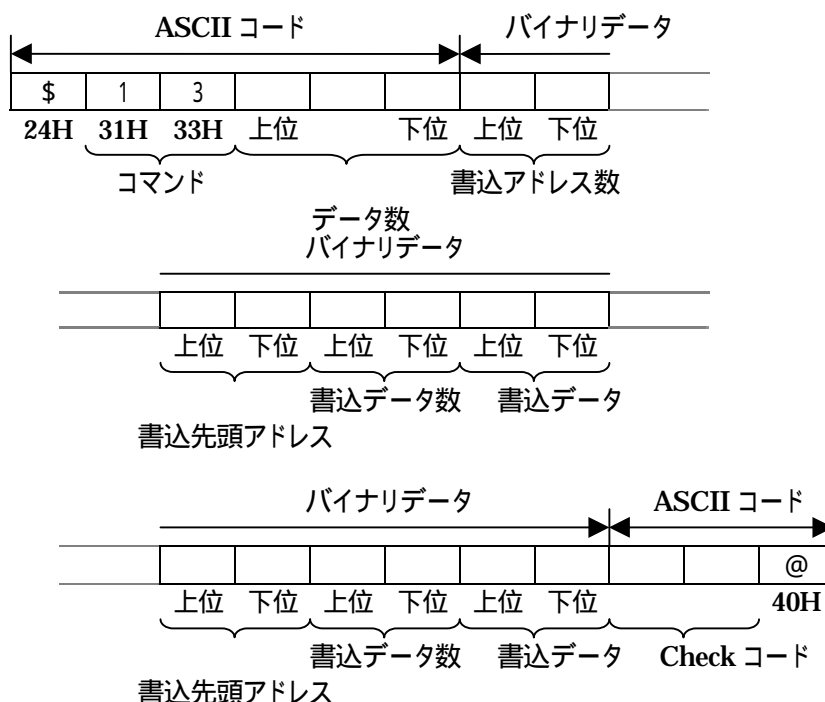 ASCII コード バイナリデータ
$ 1 3
24H 31H 33H 上位 下位 上位 下位
コマンド 書込アドレス数
データ数
バイナリデータ
上位 下位 上位 下位 上位 下位
書込データ数 書込データ
書込先頭アドレス
バイナリデータ ASCII コード
@
上位 下位 上位 下位 上位 下位 40H
書込データ数 書込データ Check コード
書込先頭アドレス